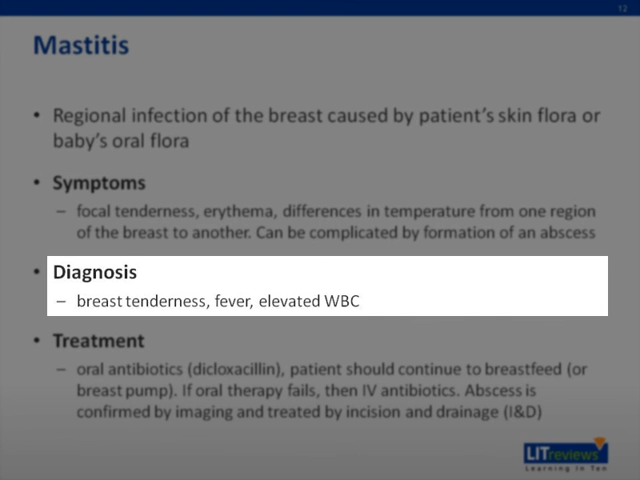 12
Mastitis
• Regional infection of the breast caused by patient's skin flora or
baby's oral flora
• Symptoms
– focal tenderness, erythema, differences in temperature from one region
of the breast to another. Can be complicated by formation of an abscess
• Diagnosis
– breast tenderness, fever, elevated WBC
• Treatment
– oral antibiotics (dicloxacillin), patient should continue to breastfeed (or
breast pump). If oral therapy fails, then IV antibiotics. Abscess is
confirmed by imaging and treated by incision and drainage (I&D)
LITreviews
Learning In Ten